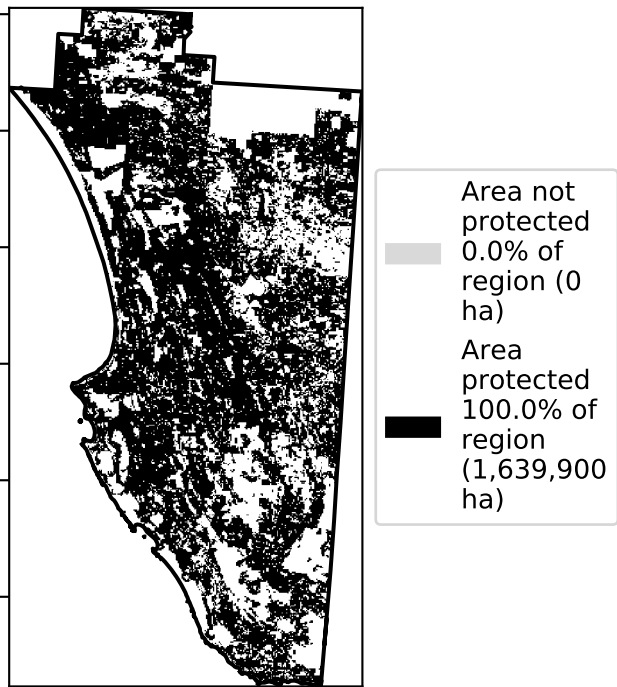 Area not
protected
0.0% of
region (0
ha)
Area
protected
100.0% of
region
(1,639,900
ha)